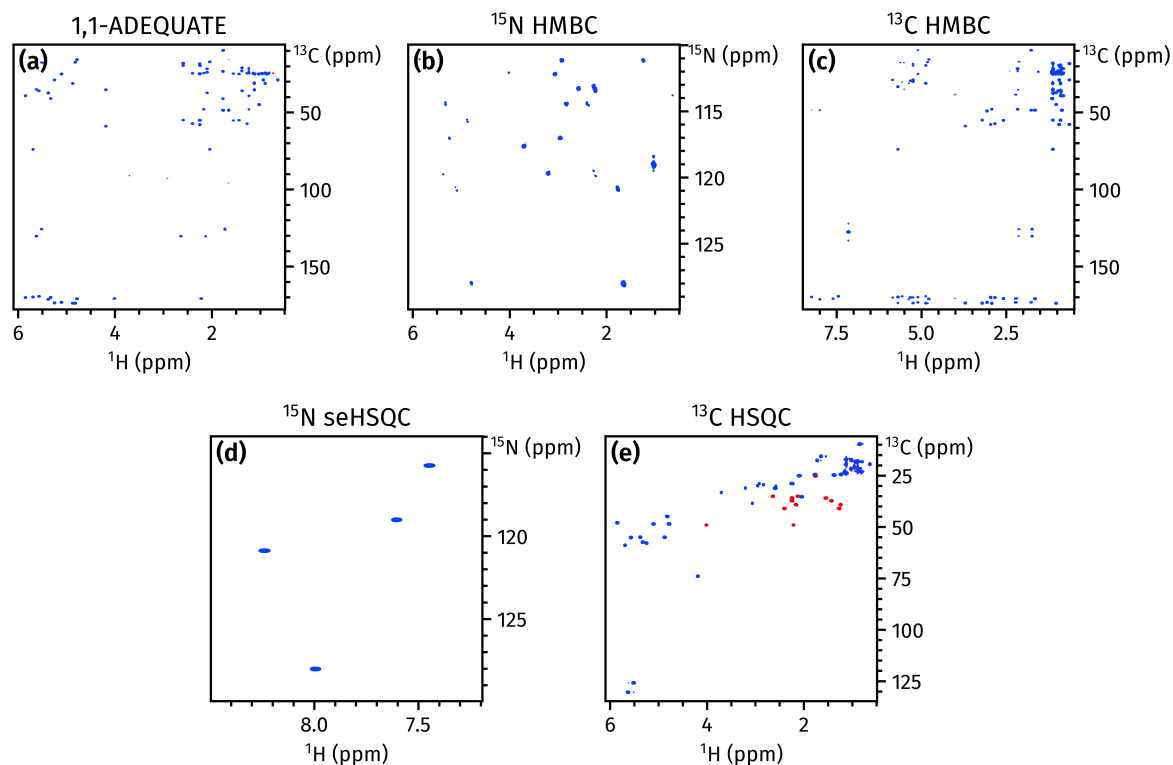 1,1-ADEQUATE
¹⁵N HMBC
¹³C HMBC
(a)
¹³C (ppm)
50
100
150
6
4
2
¹H (ppm)
(b)
¹⁵N (ppm)
115
120
125
6
4
2
¹H (ppm)
(c)
¹³C (ppm)
50
100
150
7.5
5.0
2.5
¹H (ppm)
¹⁵N seHSQC
¹³C HSQC
(d)
¹⁵N (ppm)
120
125
8.0
7.5
¹H (ppm)
(e)
¹³C (ppm)
25
50
75
100
125
6
4
2
¹H (ppm)